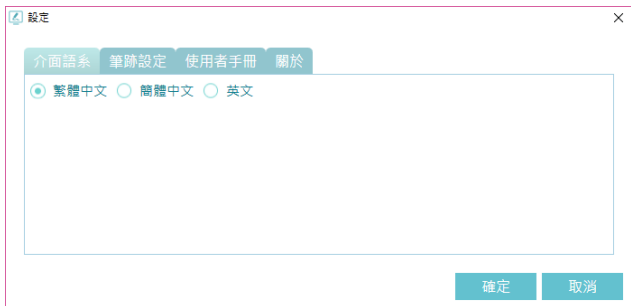 設定
介面語系 筆跡設定 使用者手冊 關於
繁體中文 簡體中文 英文
確定 取消